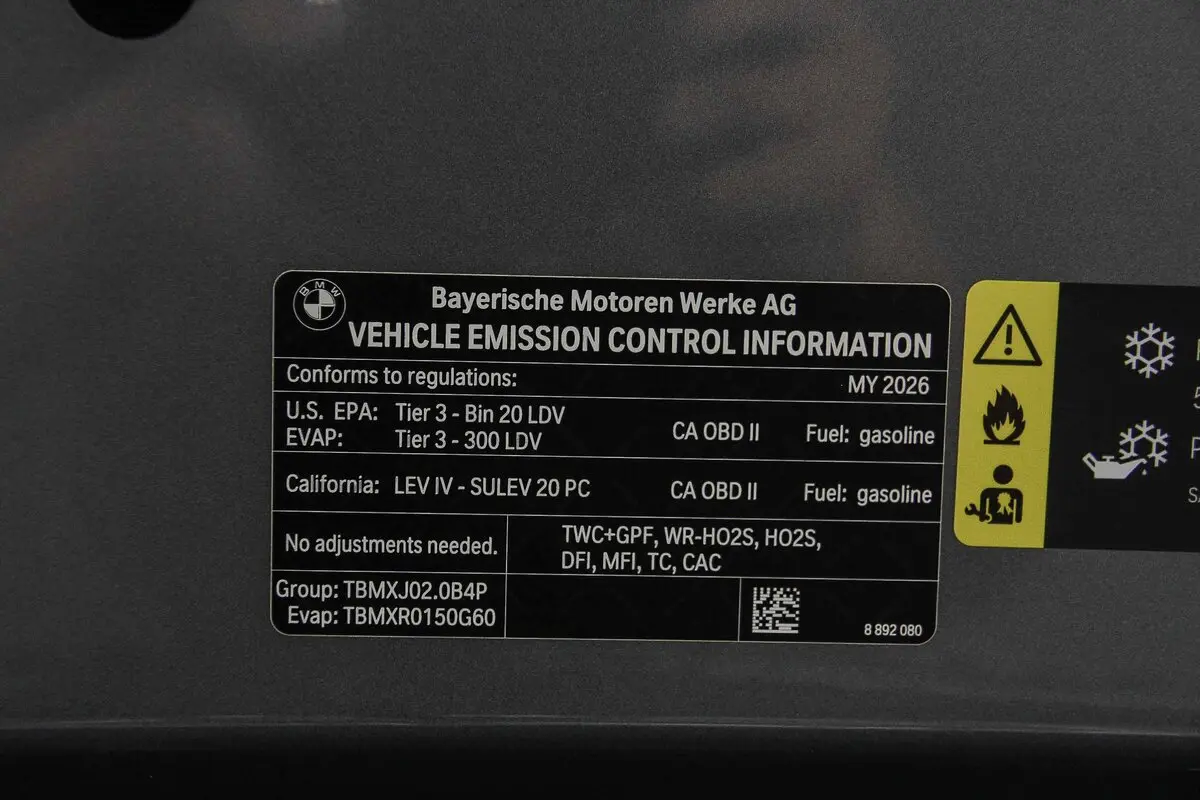 BMW
Bayerische Motoren Werke AG
VEHICLE EMISSION CONTROL INFORMATION
Conforms to regulations: MY 2026
U.S. EPA: Tier 3 - Bin 20 LDV
EVAP: Tier 3 - 300 LDV
CA OBD II Fuel: gasoline
California: LEV IV - SULEV 20 PC CA OBD II Fuel: gasoline
No adjustments needed.
TWC+GPF, WR-HO2S, HO2S,
DFI, MFI, TC, CAC
Group: TBMXJ02.0B4P
Evap: TBMXR0150G60
8 892 080